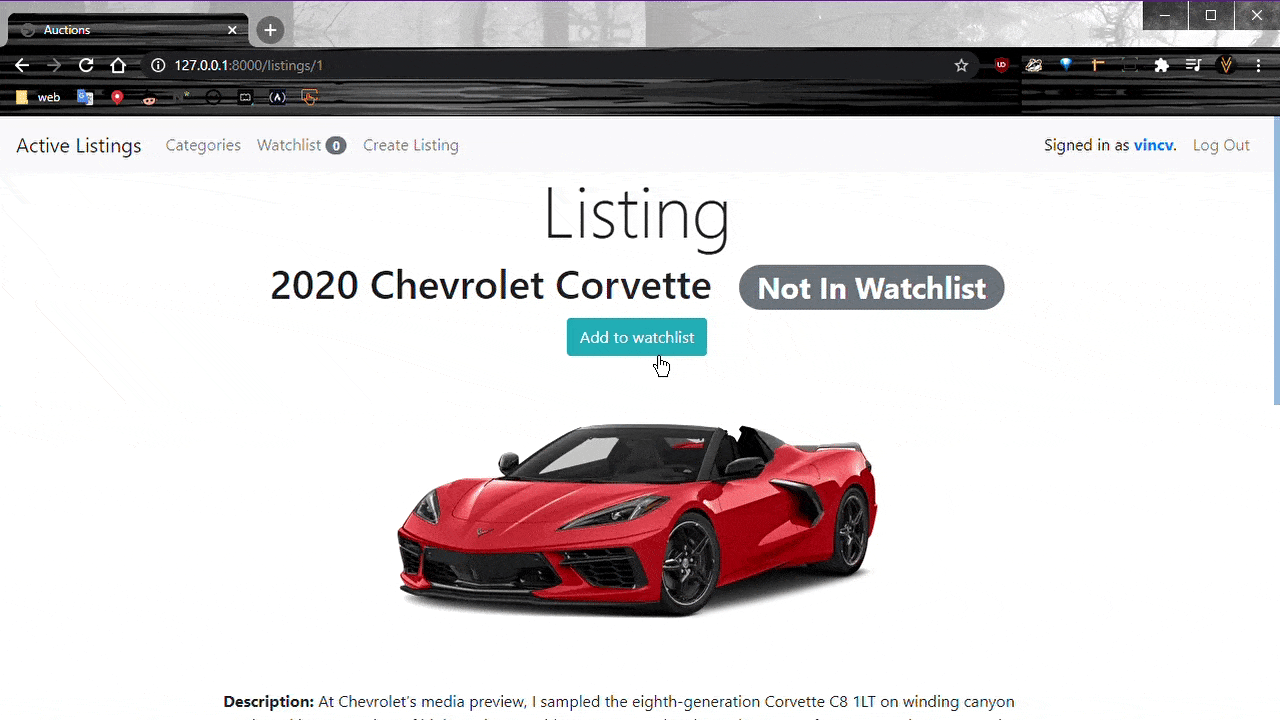 Auctions
127.0.0.1:8000/listings/1
web
Active Listings Categories Watchlist 0 Create Listing Signed in as vincv. Log Out
Listing
2020 Chevrolet Corvette Not In Watchlist
Add to watchlist
Description: At Chevrolet's media preview, I sampled the eighth-generation Corvette C8 1LT on winding canyon